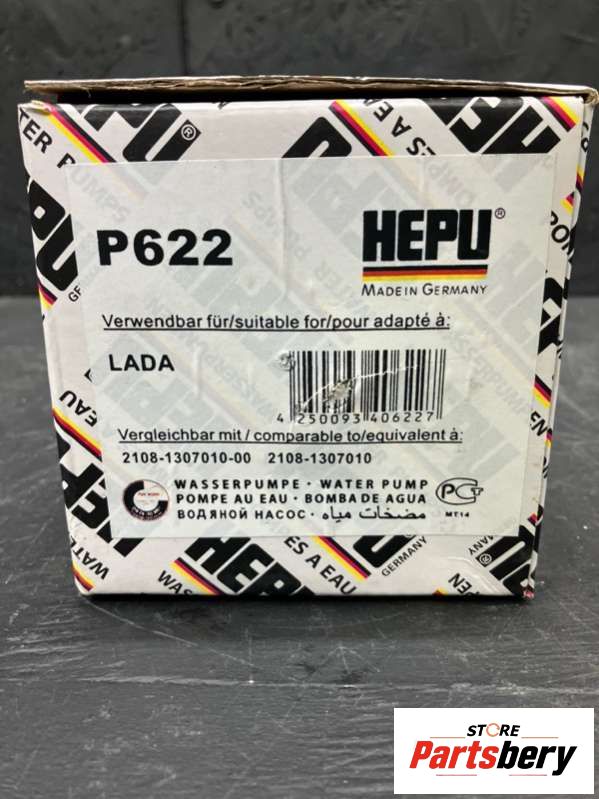 P622
HEPU®
MADE IN GERMANY
Verwendbar für/suitable for/pour adapté à:
LADA
4 250093 406227
Vergleichbar mit / comparable to/equivalent à:
2108-1307010-00 2108-1307010
WASSERPUMPE · WATER PUMP
POMPE AU EAU · BOMBA DE AGUA
ВОДЯНОЙ НАСОС · مضخات مياه
МТ14
STORE
Partsbery